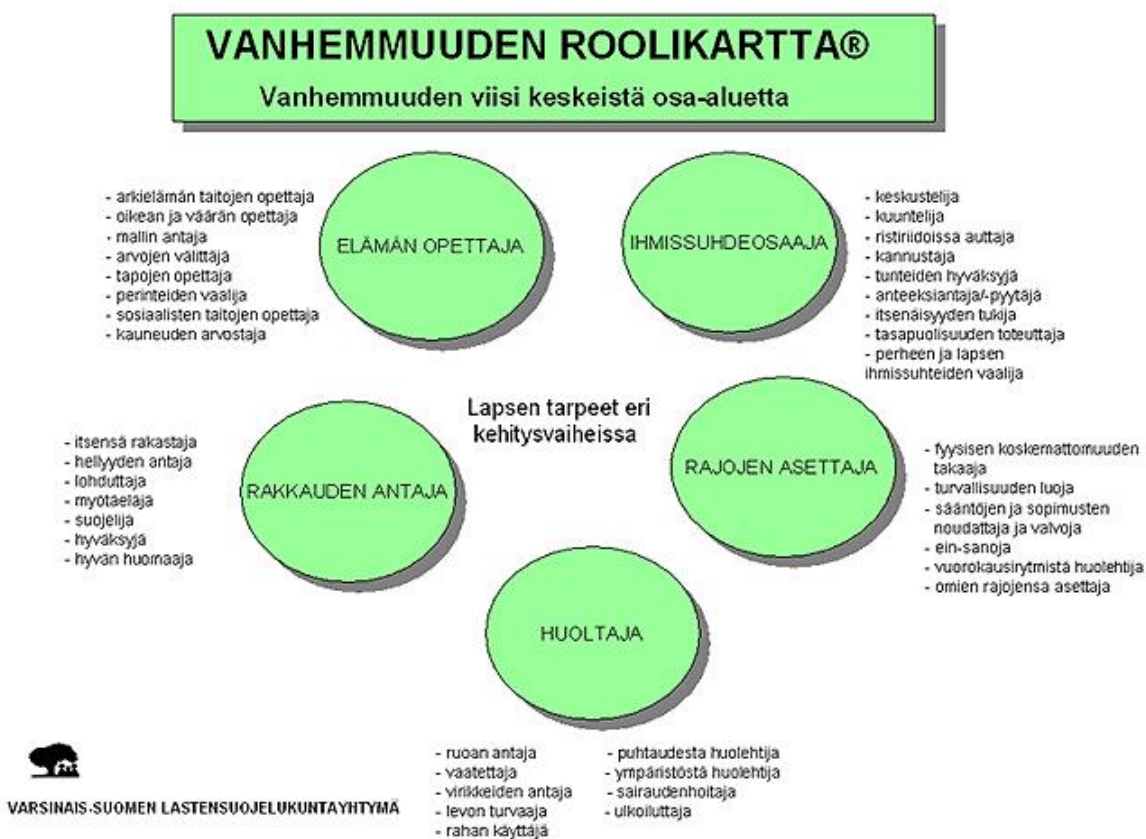 VANHEMMUUDEN ROOLIKARTTA®
Vanhemmuuden viisi keskeistä osa-aluetta
- arkielämän taitojen opettaja
- oikean ja väärän opettaja
- mallin antaja
- arvojen välittäjä
- tapojen opettaja
- perinteiden vaalija
- sosiaalisten taitojen opettaja
- kauneuden arvostaja
ELÄMÄN OPETTAJA
IHMISSUHDEOSAAJA
- keskustelija
- kuuntelija
- ristiriidoissa auttaja
- kannustaja
- tunteiden hyväksyjä
- anteeksiantaja/-pyytäjä
- itsenäisyyden tukija
- tasapuolisuuden toteuttaja
- perheen ja lapsen
ihmissuhteiden vaalija
Lapsen tarpeet eri
kehitysvaiheissa
- itsensä rakastaja
- hellyyden antaja
- lohduttaja
- myötäeläjä
- suojelija
- hyväksyjä
- hyvän huomaaja
RAKKAUDEN ANTAJA
RAJOJEN ASETTAJA
- fyysisen koskemattomuuden
takaaja
- turvallisuuden luoja
- sääntöjen ja sopimusten
noudattaja ja valvoja
- ein-sanoja
- vuorokausirytmistä huolehtija
- omien rajojensa asettaja
HUOLTAJA
- ruoan antaja
- vaatettaja
- virikkeiden antaja
- levon turvaaja
- rahan käyttäjä
- puhtaudesta huolehtija
- ympäristöstä huolehtija
- sairaudenhoitaja
- ulkoiluttaja
VARSINAIS-SUOMEN LASTENSUOJELUKUNTAYHTYMÄ